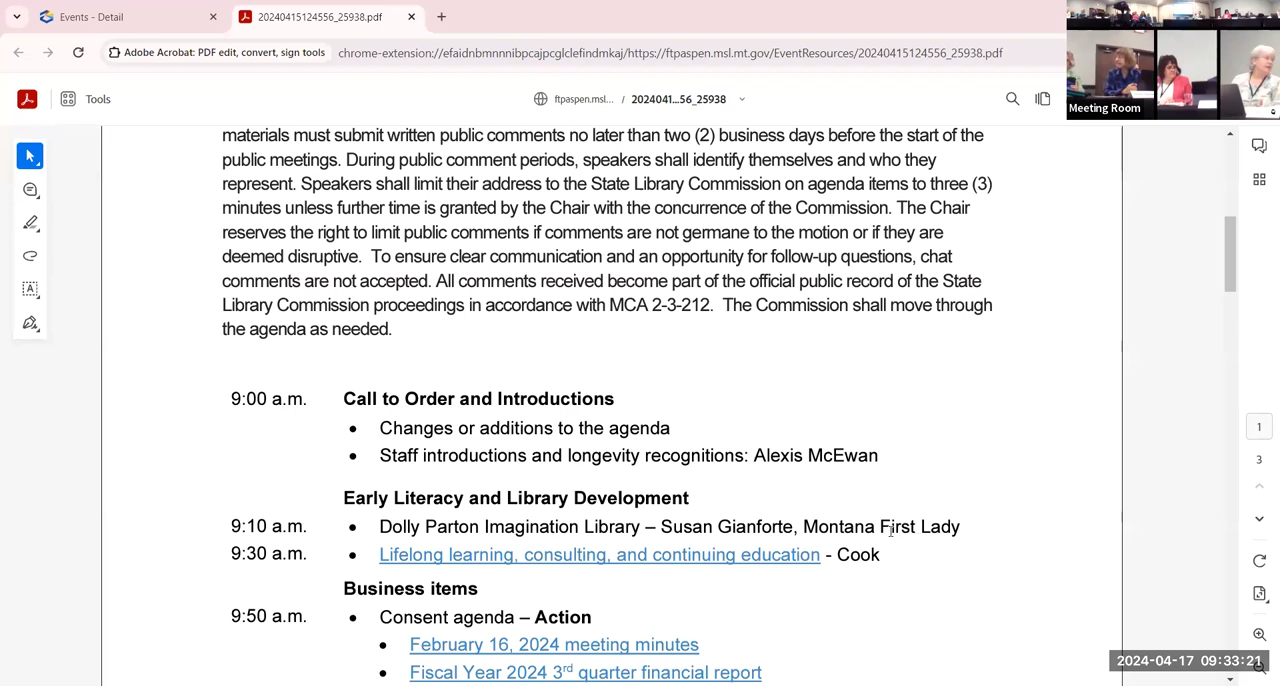 Events - Detail
20240415124556_25938.pdf
Adobe Acrobat: PDF edit, convert, sign tools
chrome-extension://efaidnbmnnnibpcajpcglclefindmkaj/https://ftpaspen.msl.mt.gov/EventResources/20240415124556_25938.pdf
Meeting Room
Tools
ftpaspen.msl... / 2024041...56_25938
materials must submit written public comments no later than two (2) business days before the start of the
public meetings. During public comment periods, speakers shall identify themselves and who they
represent. Speakers shall limit their address to the State Library Commission on agenda items to three (3)
minutes unless further time is granted by the Chair with the concurrence of the Commission. The Chair
reserves the right to limit public comments if comments are not germane to the motion or if they are
deemed disruptive. To ensure clear communication and an opportunity for follow-up questions, chat
comments are not accepted. All comments received become part of the official public record of the State
Library Commission proceedings in accordance with MCA 2-3-212. The Commission shall move through
the agenda as needed.
9:00 a.m. Call to Order and Introductions
• Changes or additions to the agenda
• Staff introductions and longevity recognitions: Alexis McEwan
Early Literacy and Library Development
9:10 a.m. • Dolly Parton Imagination Library – Susan Gianforte, Montana First Lady
9:30 a.m. • Lifelong learning, consulting, and continuing education - Cook
Business items
9:50 a.m. • Consent agenda – Action
• February 16, 2024 meeting minutes
• Fiscal Year 2024 3rd quarter financial report
1
3
2024-04-17 09:33:21